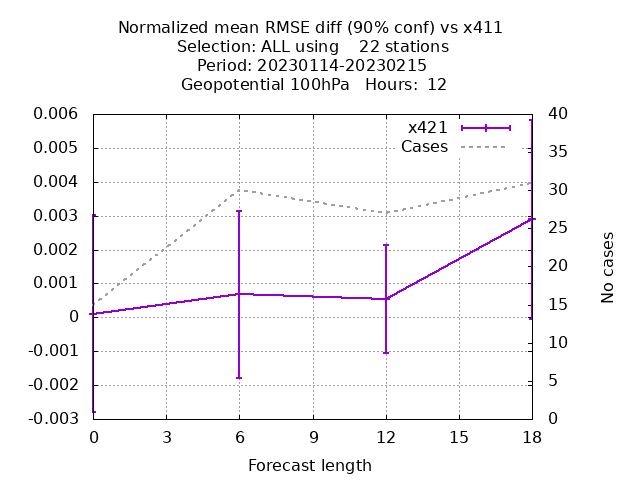 Normalized mean RMSE diff (90% conf) vs x411
Selection: ALL using    22 stations
Period: 20230114-20230215
Geopotential 100hPa   Hours:  12
x421
Cases
0.006
0.005
0.004
0.003
0.002
0.001
0
-0.001
-0.002
-0.003
40
35
30
25
20
15
10
5
0
No cases
0 3 6 9 12 15 18
Forecast length